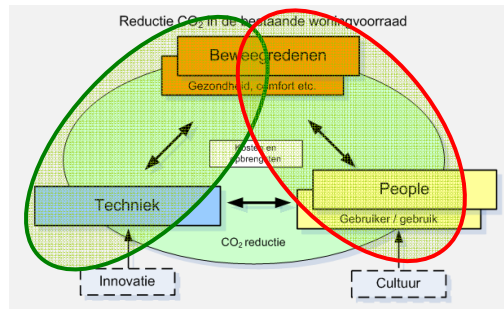 Reductie CO2 in de bestaande woningvoorraad
Beweegredenen
Gezondheid, comfort etc.
Kosten en
opbrengsten
Techniek
People
Gebruiker / gebruik
CO2 reductie
Innovatie
Cultuur